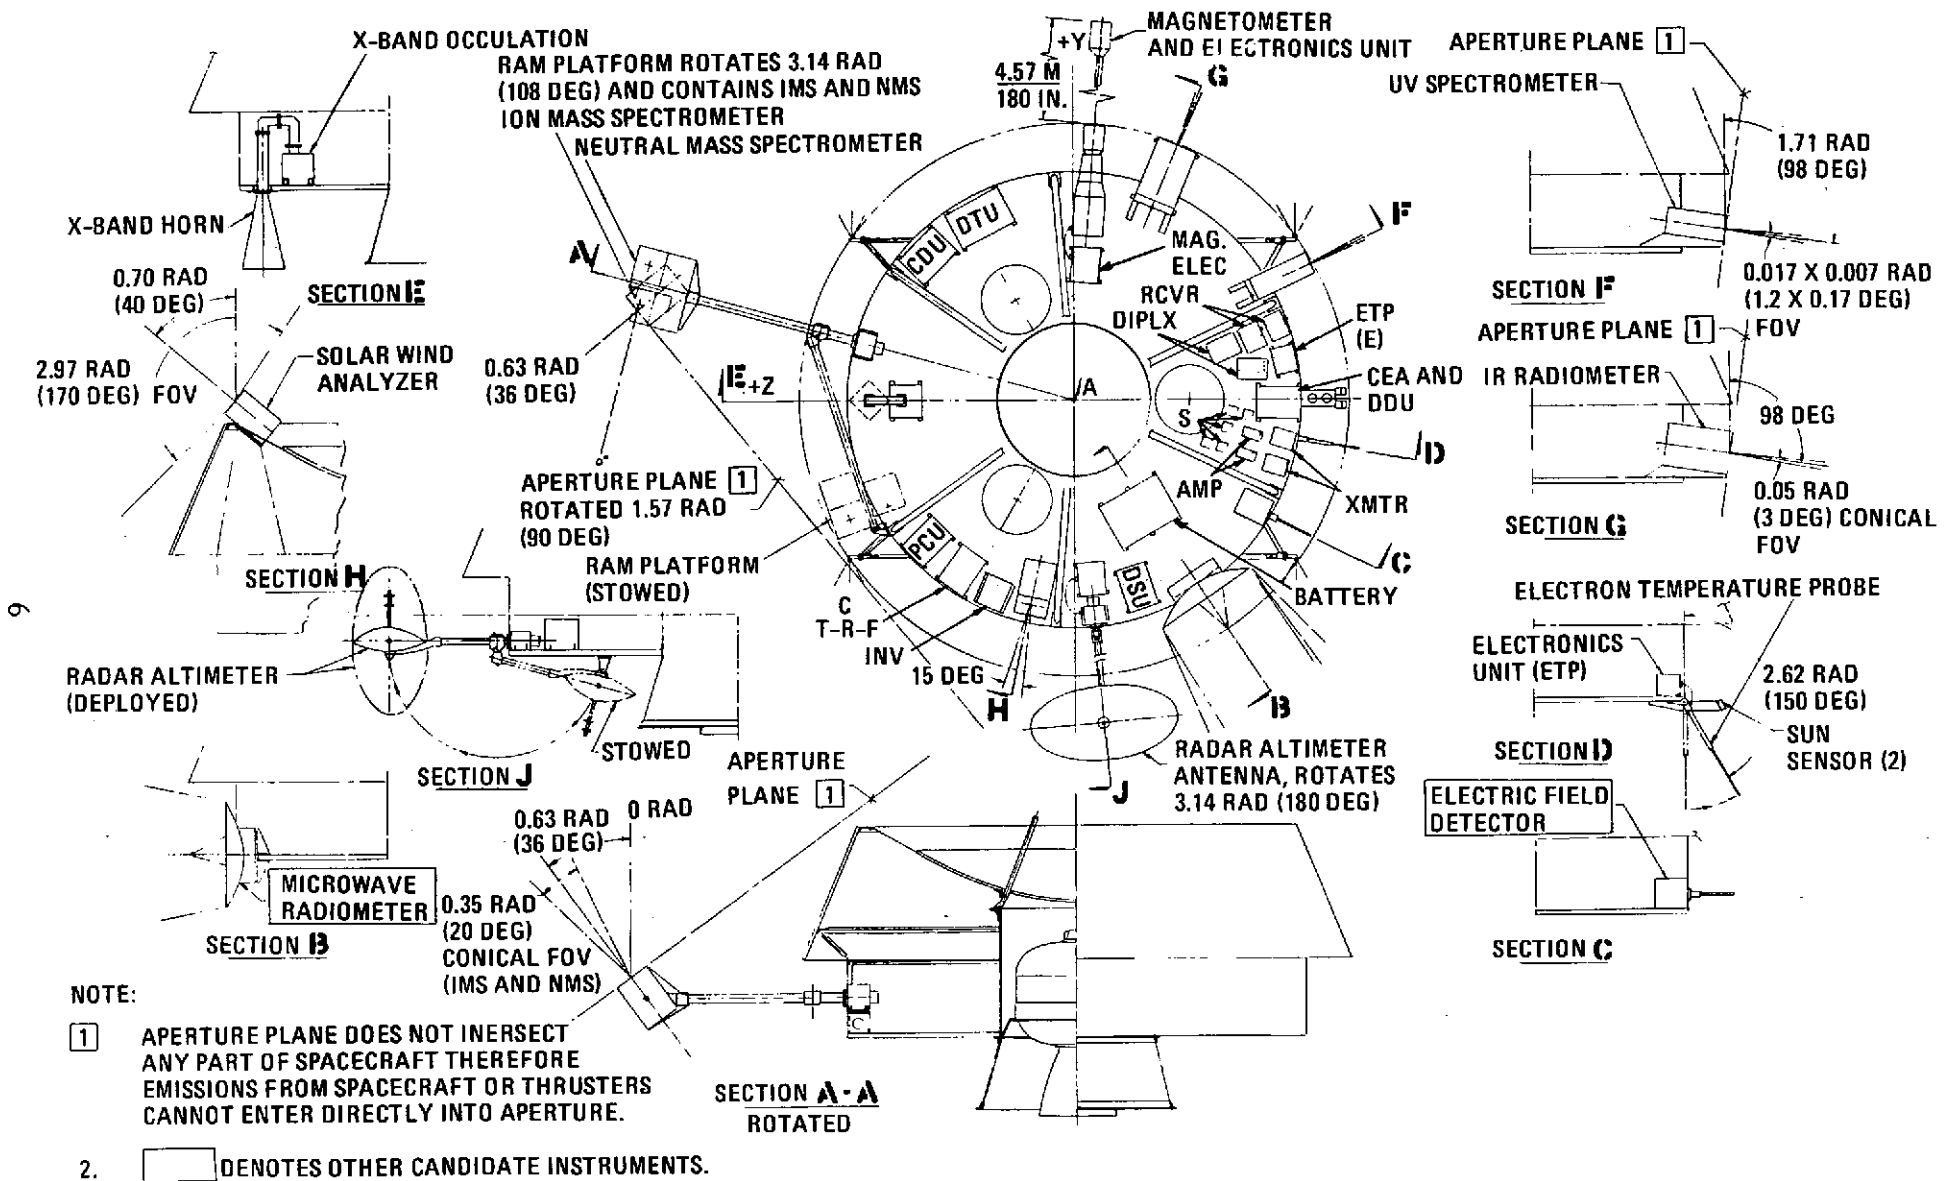 X-BAND OCCULATION
RAM PLATFORM ROTATES 3.14 RAD
(108 DEG) AND CONTAINS IMS AND NMS
ION MASS SPECTROMETER
NEUTRAL MASS SPECTROMETER
X-BAND HORN
SECTION E
0.70 RAD
(40 DEG)
2.97 RAD
(170 DEG) FOV
SOLAR WIND
ANALYZER
SECTION H
+Y
4.57 M
180 IN.
MAGNETOMETER
AND ELECTRONICS UNIT
G
F
A
DTU
CDU
MAG.
ELEC
RCVR
DIPLX
ETP
(E)
CEA AND
DDU
0.63 RAD
(36 DEG)
E
+Z
A
S
D
AMP
XMTR
APERTURE PLANE 1
ROTATED 1.57 RAD
(90 DEG)
RAM PLATFORM
(STOWED)
PCU
C
T-R-F
INV
15 DEG
H
DSU
C
BATTERY
B
J
RADAR ALTIMETER
ANTENNA, ROTATES
3.14 RAD (180 DEG)
APERTURE PLANE 1
UV SPECTROMETER
1.71 RAD
(98 DEG)
0.017 X 0.007 RAD
(1.2 X 0.17 DEG)
FOV
SECTION F
APERTURE PLANE 1
IR RADIOMETER
98 DEG
0.05 RAD
(3 DEG) CONICAL
FOV
SECTION G
ELECTRON TEMPERATURE PROBE
ELECTRONICS
UNIT (ETP)
2.62 RAD
(150 DEG)
SUN
SENSOR (2)
SECTION D
ELECTRIC FIELD
DETECTOR
SECTION C
RADAR ALTIMETER
(DEPLOYED)
STOWED
SECTION J
MICROWAVE
RADIOMETER
SECTION B
APERTURE
PLANE 1
0.63 RAD
(36 DEG)
0 RAD
0.35 RAD
(20 DEG)
CONICAL FOV
(IMS AND NMS)
SECTION A-A
ROTATED
NOTE:
1 APERTURE PLANE DOES NOT INERSECT
ANY PART OF SPACECRAFT THEREFORE
EMISSIONS FROM SPACECRAFT OR THRUSTERS
CANNOT ENTER DIRECTLY INTO APERTURE.
2. DENOTES OTHER CANDIDATE INSTRUMENTS.
9